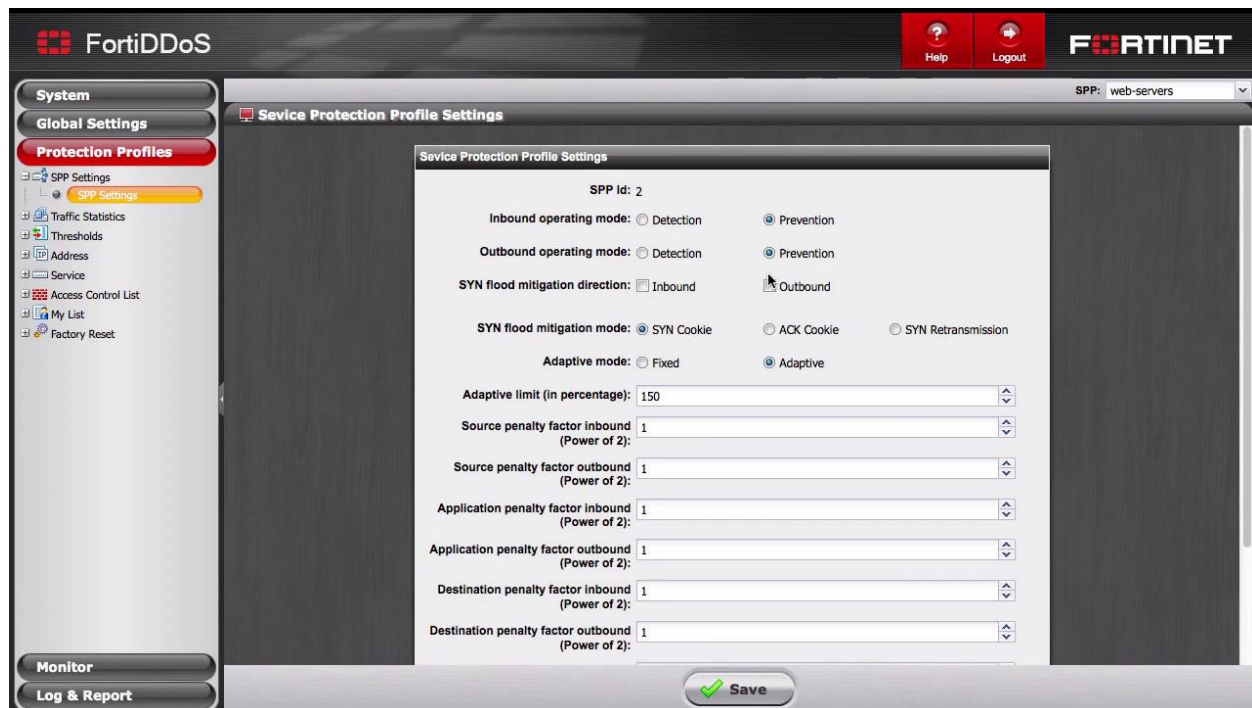 FortiDDoS
Help
Logout
FORTINET
System
Global Settings
Protection Profiles
SPP Settings
SPP Settings
Traffic Statistics
Thresholds
Address
Service
Access Control List
My List
Factory Reset
Monitor
Log & Report
SPP: web-servers
Sevice Protection Profile Settings
Sevice Protection Profile Settings
SPP Id: 2
Inbound operating mode: Detection Prevention
Outbound operating mode: Detection Prevention
SYN flood mitigation direction: Inbound Outbound
SYN flood mitigation mode: SYN Cookie ACK Cookie SYN Retransmission
Adaptive mode: Fixed Adaptive
Adaptive limit (in percentage): 150
Source penalty factor inbound 1
(Power of 2):
Source penalty factor outbound 1
(Power of 2):
Application penalty factor inbound 1
(Power of 2):
Application penalty factor outbound 1
(Power of 2):
Destination penalty factor inbound 1
(Power of 2):
Destination penalty factor outbound 1
(Power of 2):
Save